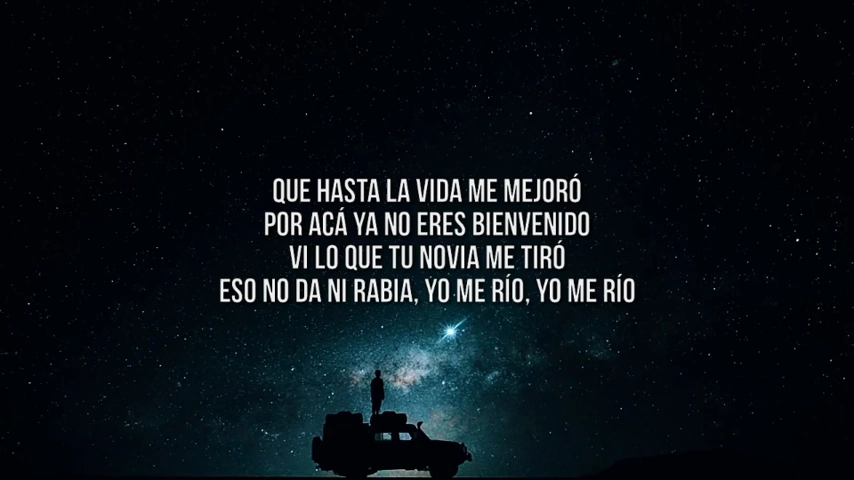 QUE HASTA LA VIDA ME MEJORÓ
POR ACÁ YA NO ERES BIENVENIDO
VI LO QUE TU NOVIA ME TIRÓ
ESO NO DA NI RABIA, YO ME RÍO, YO ME RÍO